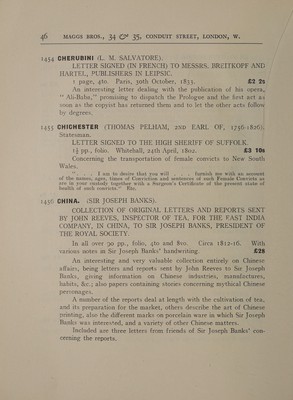 46 MAGGS BROS., 34 & 35, CONDUIT STREET, LONDON, W.
1454 CHERUBINI (L. M. SALVATORE).
LETTER SIGNED (IN FRENCH) TO MESSRS. BREITKOPF AND
HARTEL, PUBLISHERS IN LEIPSIC.
1 page, 4to. Paris, 30th October, 1833. £2 2s
An interesting letter dealing with the publication of his opera,
"Ali-Baba," promising to dispatch the Prologue and the first act as
soon as the copyist has returned them and to let the other acts follow
by degrees.
1455 CHICHESTER (THOMAS PELHAM, 2nd EARL OF, 1756-1826).
Statesman.
LETTER SIGNED TO THE HIGH SHERIFF OF SUFFOLK.
1½ pp., folio. Whitehall, 24th April, 1802. £3 10s
Concerning the transportation of female convicts to New South
Wales.
". . . I am to desire that you will . . . furnish me with an account
of the names, ages, times of Conviction and sentences of such Female Convicts as
are in your custody together with a Surgeon's Certificate of the present state of
health of such convicts." Etc.
1456 CHINA. (SIR JOSEPH BANKS).
COLLECTION OF ORIGINAL LETTERS AND REPORTS SENT
BY JOHN REEVES, INSPECTOR OF TEA, FOR THE EAST INDIA
COMPANY, IN CHINA, TO SIR JOSEPH BANKS, PRESIDENT OF
THE ROYAL SOCIETY.
In all over 90 pp., folio, 4to and 8vo. Circa 1812-16. With
various notes in Sir Joseph Banks' handwriting. £25
An interesting and very valuable collection entirely on Chinese
affairs, being letters and reports sent by John Reeves to Sir Joseph
Banks, giving information on Chinese industries, manufactures,
habits, &c.; also papers containing stories concerning mythical Chinese
personages.
A number of the reports deal at length with the cultivation of tea,
and its preparation for the market, others describe the art of Chinese
printing, also the different marks on porcelain ware in which Sir Joseph
Banks was interested, and a variety of other Chinese matters.
Included are three letters from friends of Sir Joseph Banks' con-
cerning the reports.